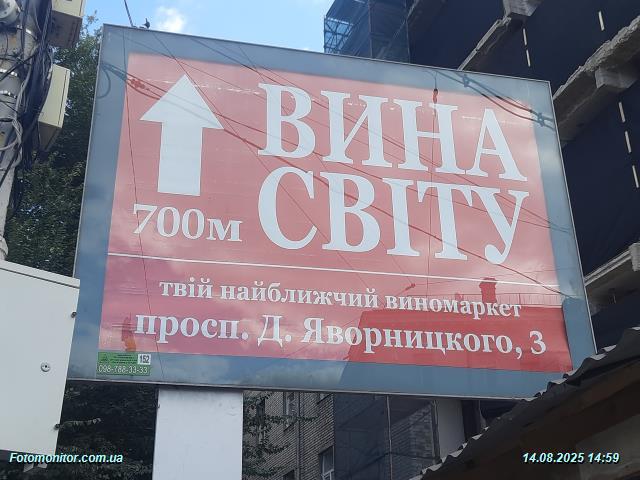 ВИНА
СВІТУ
700м
твій найближчий виномаркет
просп. Д. Яворницкого, 3
152
098-788-33-33
Fotomonitor.com.ua
14.08.2025 14:59